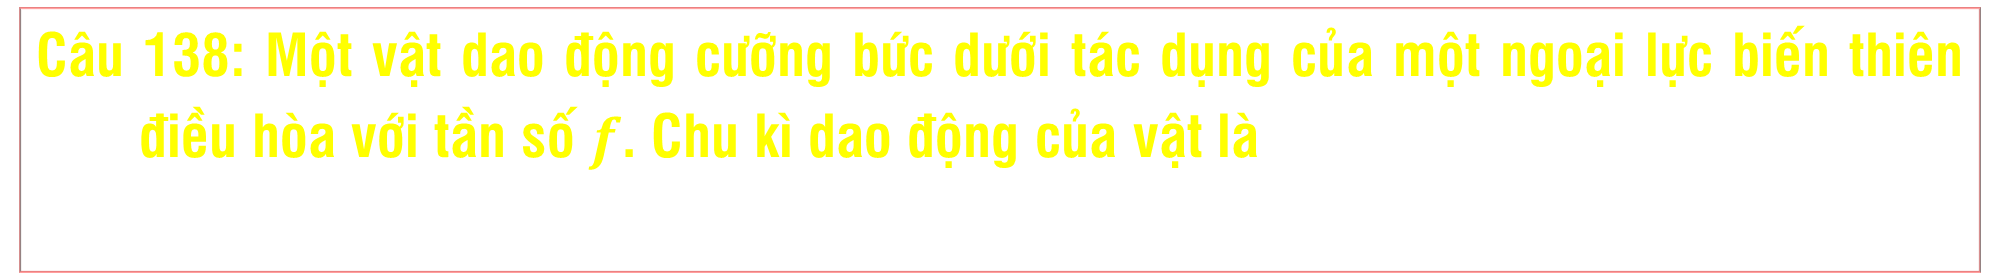 Câu 138: Một vật dao động cưỡng bức dưới tác dụng của một ngoại lực biến thiên
điều hòa với tần số f. Chu kì dao động của vật là